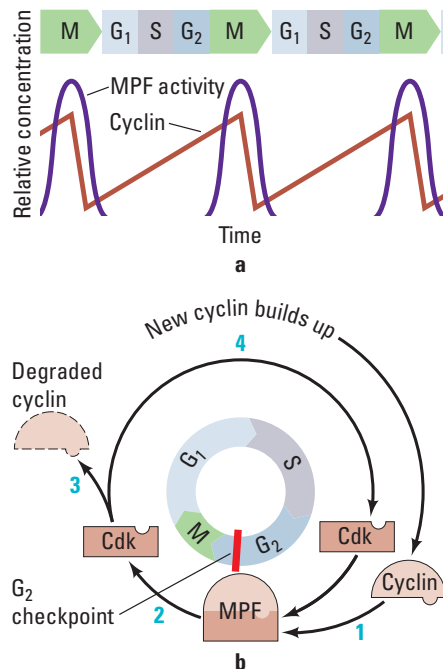 M G1 S G2 M G1 S G2 M
Relative concentration
MPF activity
Cyclin
Time
a
New cyclin builds up
4
Degraded
cyclin
3
G1
S
M
G2
Cdk
Cdk
Cyclin
G2
checkpoint
2
MPF
1
b